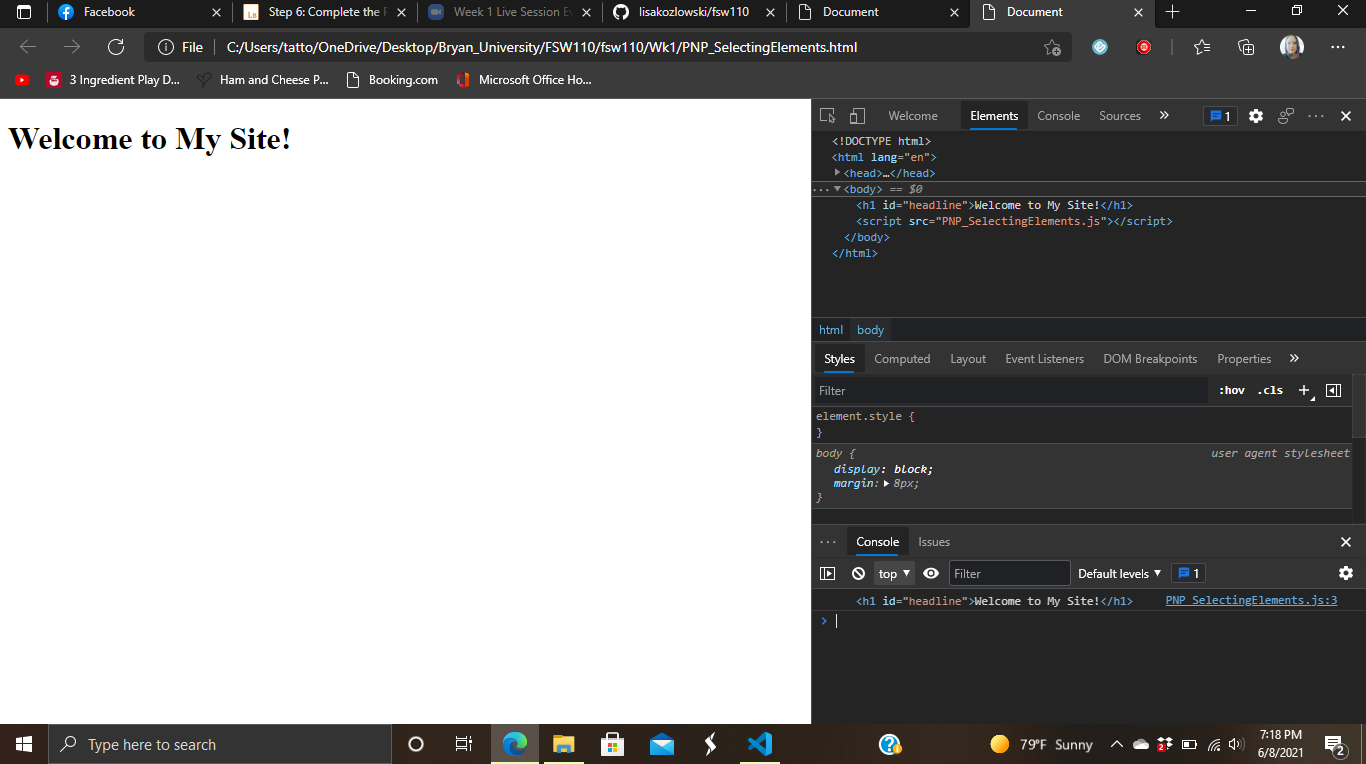 Facebook
Step 6: Complete the
Week 1 Live Session E
lisakozlowski/fsw110
Document
Document
File
C:/Users/tatto/OneDrive/Desktop/Bryan_University/FSW110/fsw110/Wk1/PNP_SelectingElements.html
3 Ingredient Play D...
Ham and Cheese P...
Booking.com
Microsoft Office Ho...
Welcome to My Site!
Welcome Elements Console Sources » 1
<!DOCTYPE html>
<html lang="en">
<head>…</head>
<body> == $0
<h1 id="headline">Welcome to My Site!</h1>
<script src="PNP_SelectingElements.js"></script>
</body>
</html>
html body
Styles Computed Layout Event Listeners DOM Breakpoints Properties »
Filter :hov .cls +
element.style {
}
body { user agent stylesheet
display: block;
margin: 8px;
}
Console Issues
top Filter Default levels 1
<h1 id="headline">Welcome to My Site!</h1> PNP_SelectingElements.js:3
Type here to search
79°F Sunny
2
7:18 PM
6/8/2021
2